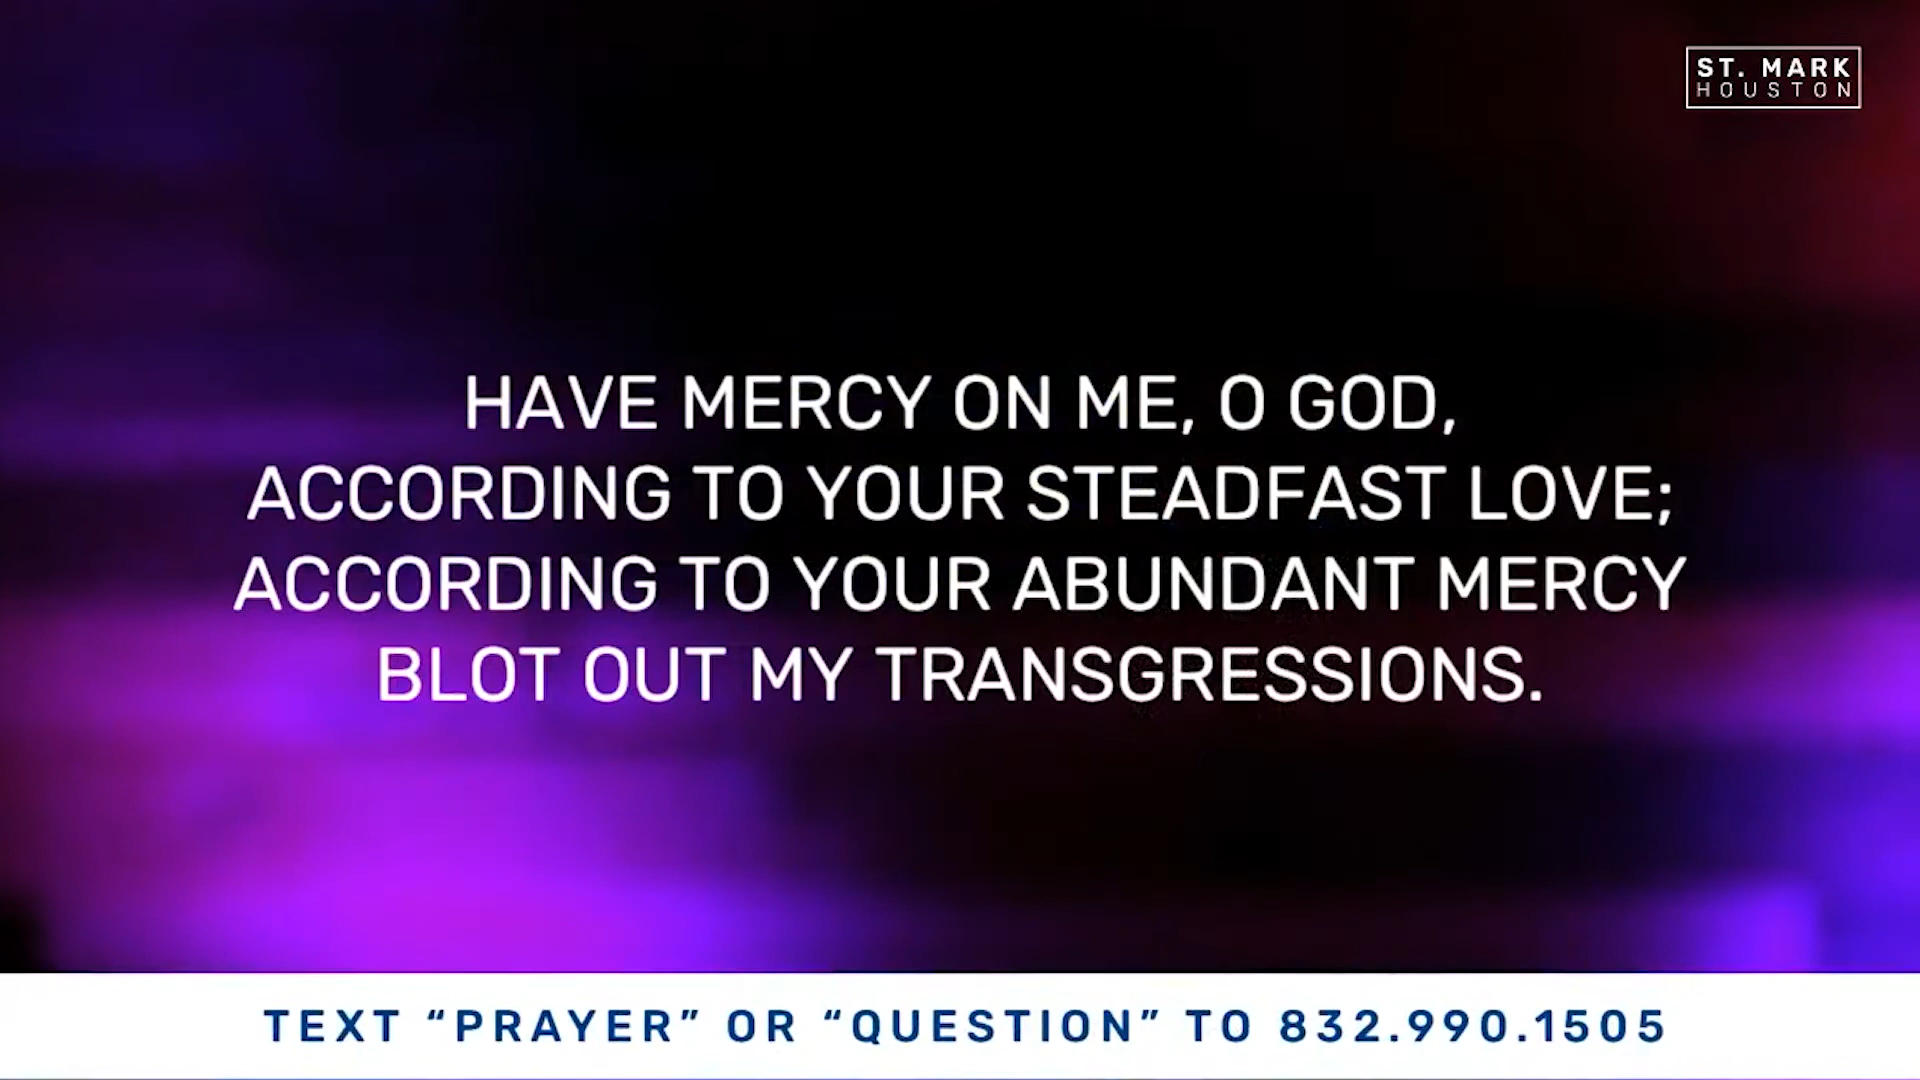 ST. MARK
HOUSTON
HAVE MERCY ON ME, O GOD,
ACCORDING TO YOUR STEADFAST LOVE;
ACCORDING TO YOUR ABUNDANT MERCY
BLOT OUT MY TRANSGRESSIONS.
TEXT “PRAYER” OR “QUESTION” TO 832.990.1505